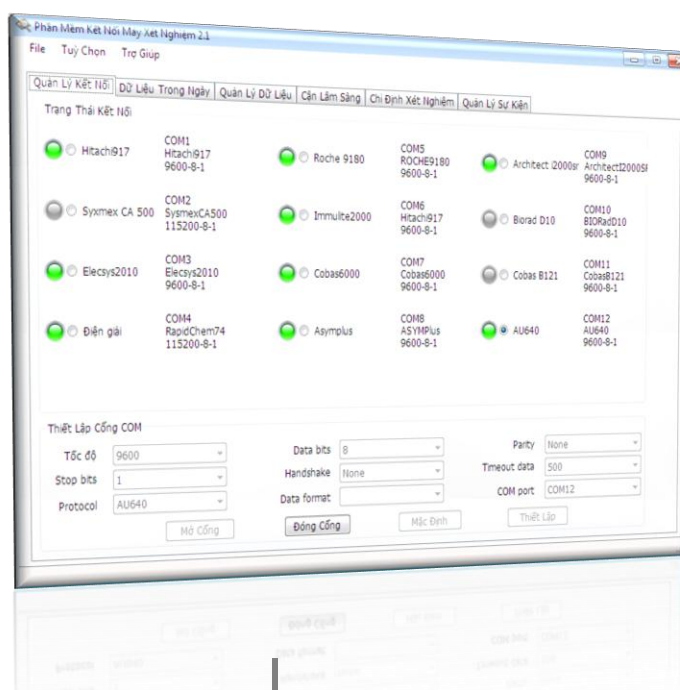 Phần Mềm Kết Nối Máy Xét Nghiệm 2.1
File Tuỳ Chọn Trợ Giúp
Quản Lý Kết Nối Dữ Liệu Trong Ngày Quản Lý Dữ Liệu Cận Lâm Sàng Chỉ Định Xét Nghiệm Quản Lý Sự Kiện
Trạng Thái Kết Nối
Hitachi917
COM1
Hitachi917
9600-8-1
Roche 9180
COM5
ROCHE9180
9600-8-1
Architect i2000sr
COM9
ArchitectI2000SR
9600-8-1
Syxmex CA 500
COM2
SysmexCA500
115200-8-1
Immulite2000
COM6
Hitachi917
9600-8-1
Biorad D10
COM10
BIORadD10
9600-8-1
Elecsys2010
COM3
Elecsys2010
9600-8-1
Cobas6000
COM7
Cobas6000
9600-8-1
Cobas B121
COM11
CobasB121
9600-8-1
Điện giải
COM4
RapidChem74
115200-8-1
Asymplus
COM8
ASYMPlus
9600-8-1
AU640
COM12
AU640
9600-8-1
Thiết Lập Cổng COM
Tốc độ 9600 Data bits 8 Parity None
Stop bits 1 Handshake None Timeout data 500
Protocol AU640 Data format COM port COM12
Mở Cổng Đóng Cổng Mặc Định Thiết Lập